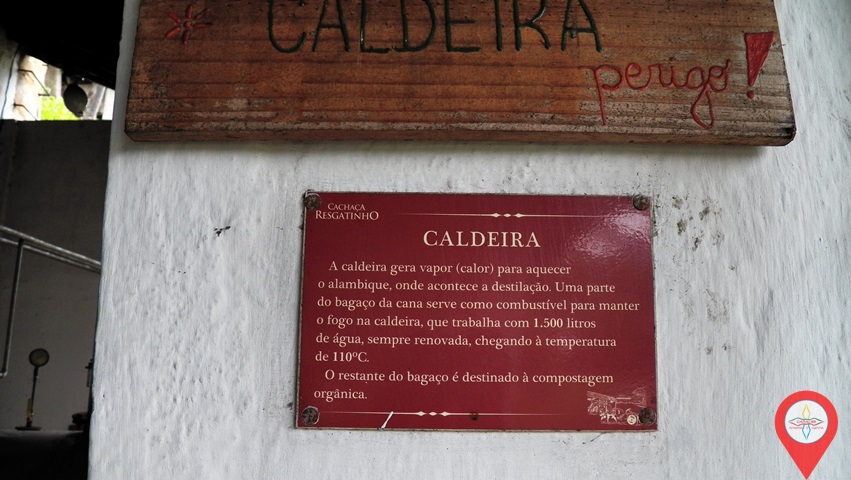 CALDEIRA
perigo!
CACHAÇA
RESGATINHO
CALDEIRA
A caldeira gera vapor (calor) para aquecer
o alambique, onde acontece a destilação. Uma parte
do bagaço da cana serve como combustível para manter
o fogo na caldeira, que trabalha com 1.500 litros
de água, sempre renovada, chegando à temperatura
de 110ºC.
O restante do bagaço é destinado à compostagem
orgânica.